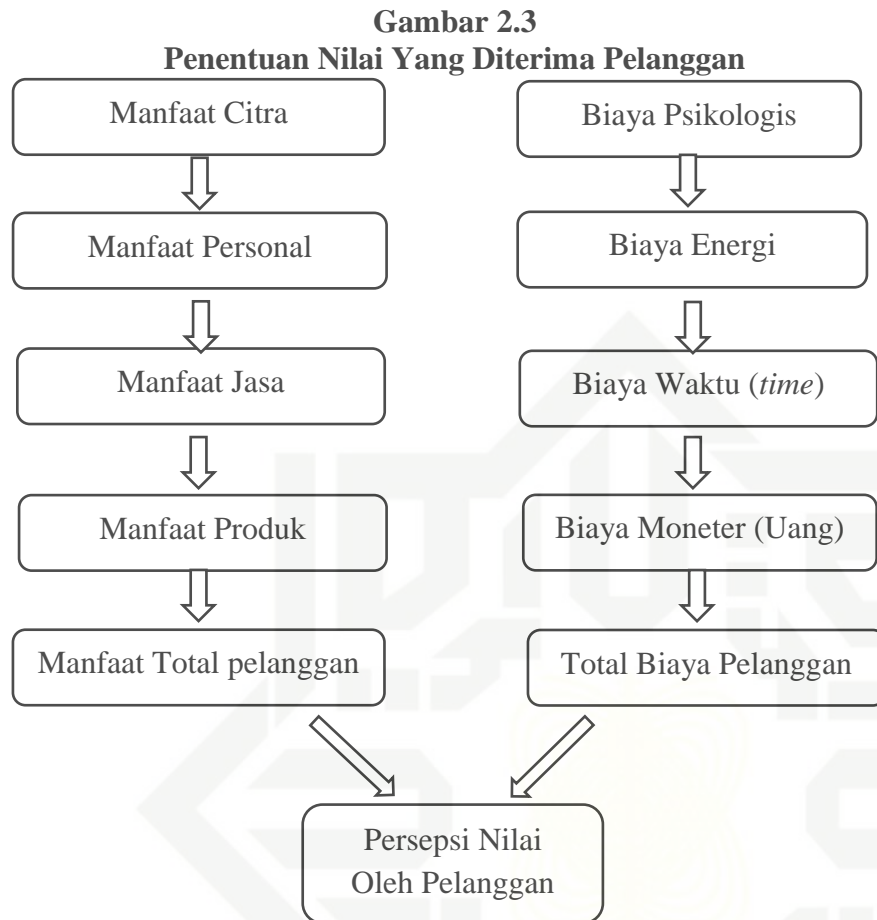 Gambar 2.3
Penentuan Nilai Yang Diterima Pelanggan
Manfaat Citra
Biaya Psikologis
Manfaat Personal
Biaya Energi
Manfaat Jasa
Biaya Waktu (time)
Manfaat Produk
Biaya Moneter (Uang)
Manfaat Total pelanggan
Total Biaya Pelanggan
Persepsi Nilai
Oleh Pelanggan